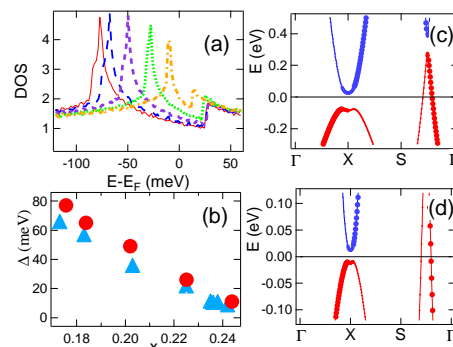 (a)
DOS
4
3
2
1
-100 -50 0 50
E-E_F (meV)
(b)
Δ (meV)
80
60
40
20
0
0.18 0.20 0.22 0.24
(c)
E (eV)
0.4
0.2
0.0
-0.2
Γ X S Γ
(d)
E (eV)
0.10
0.05
0.00
-0.05
-0.10
Γ X S Γ